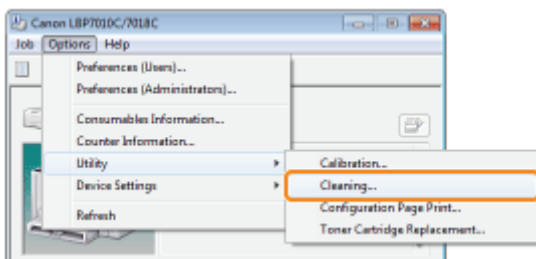 Canon LBP7010C/7018C
Job Options Help
Preferences (Users)...
Preferences (Administrators)...
Consumables Information...
Counter Information...
Utility
Device Settings
Refresh
Calibration...
Cleaning...
Configuration Page Print...
Toner Cartridge Replacement...